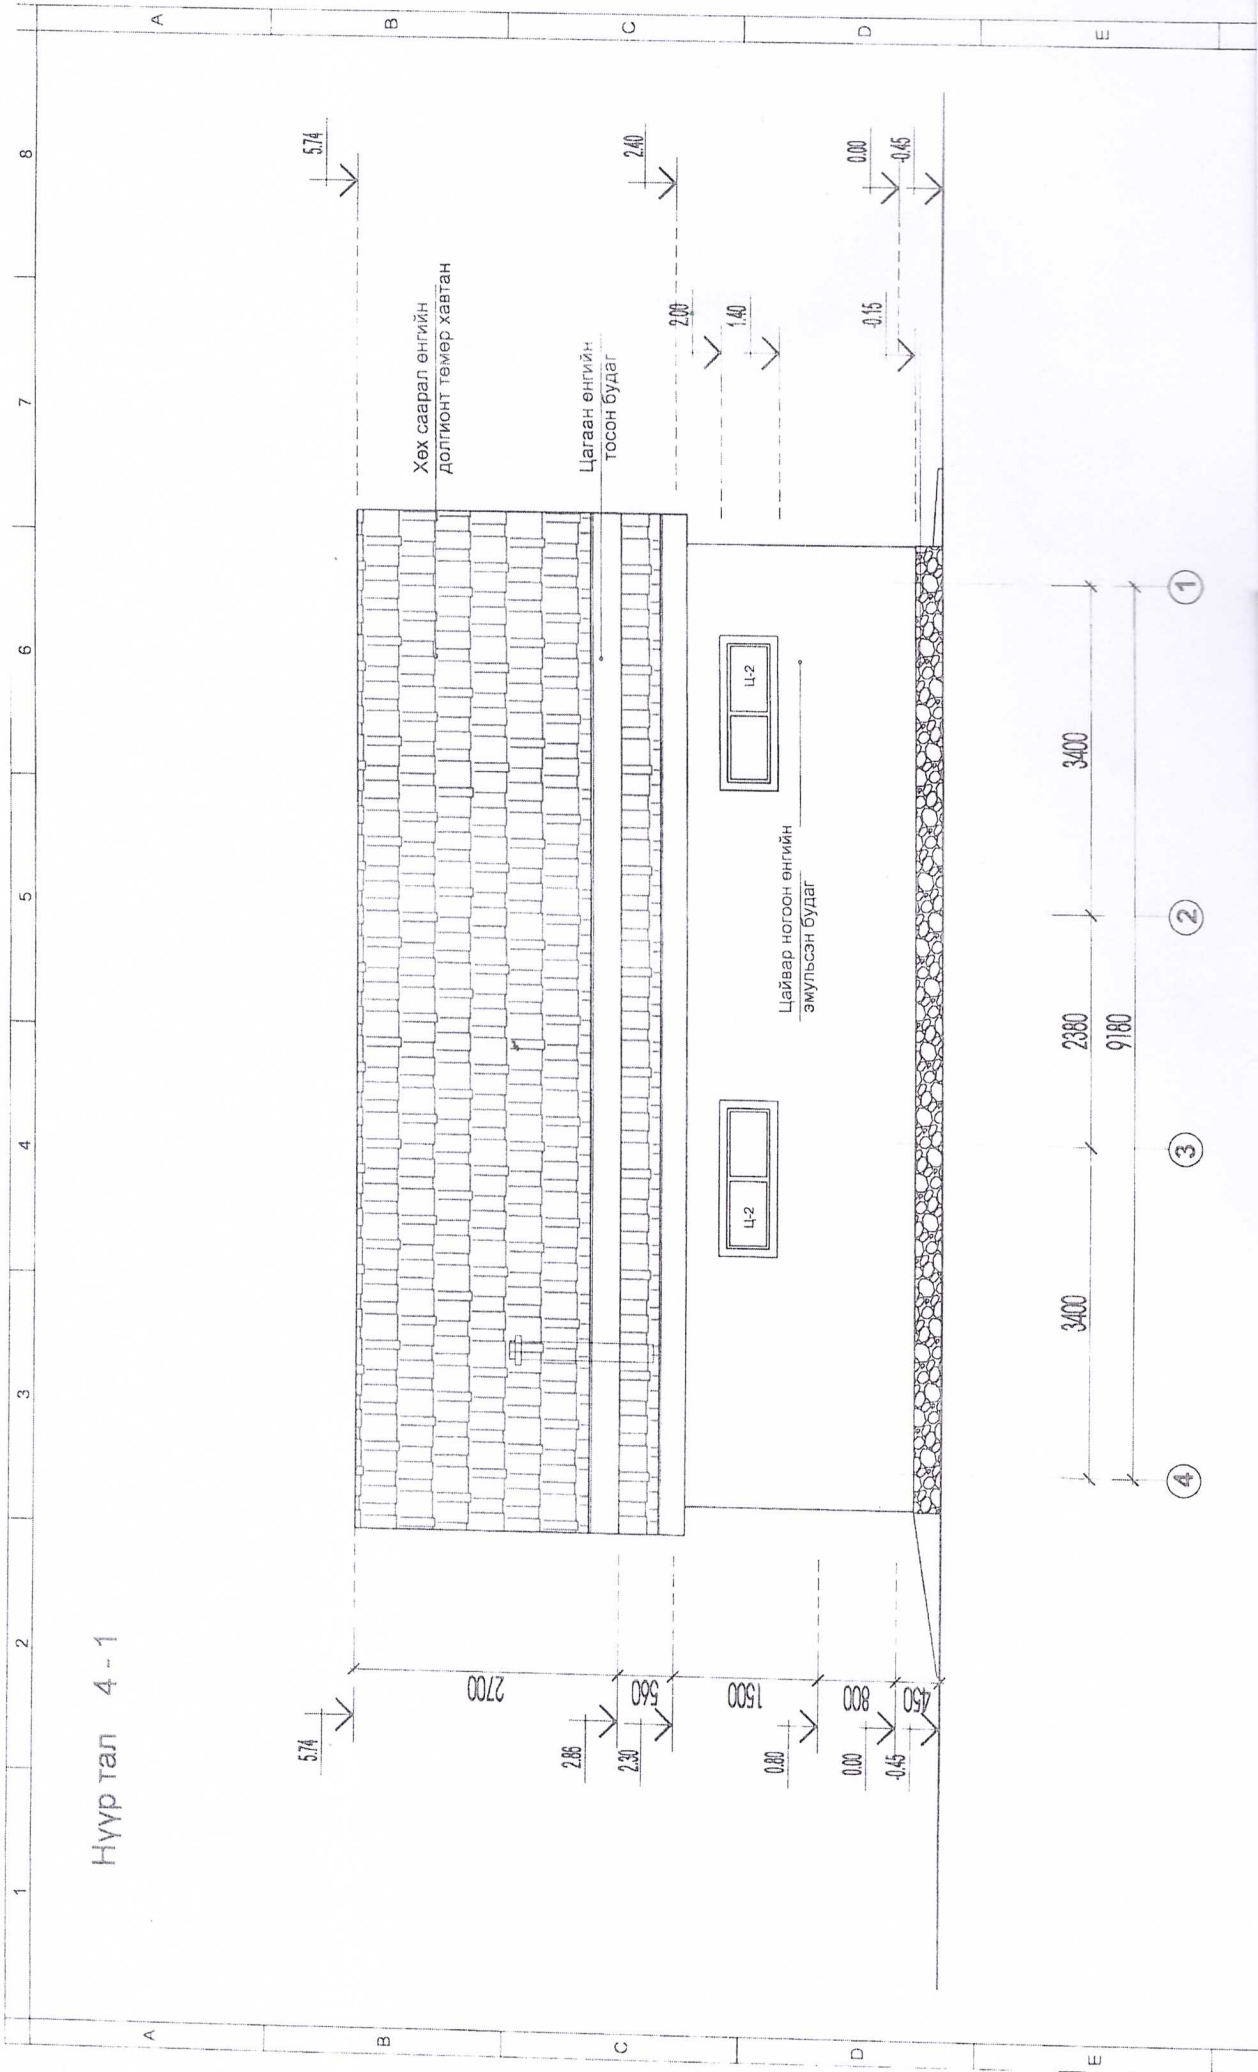 1 2 3 4 5 6 7 8
A
B
C
D
E
A
B
C
D
E
Нүүр тал 4 - 1
5.74
2.86
2.30
0.80
0.00
-0.45
2700
560
1500
800
450
Хөх саарал өнгийн
долгионт төмөр хавтан
Цагаан өнгийн
тосон будаг
Цайвар ногоон өнгийн
эмульсэн будаг
Ц-2
Ц-2
5.74
2.40
2.00
1.40
0.00
-0.15
-0.45
3400
2380
3400
9180
4
3
2
1